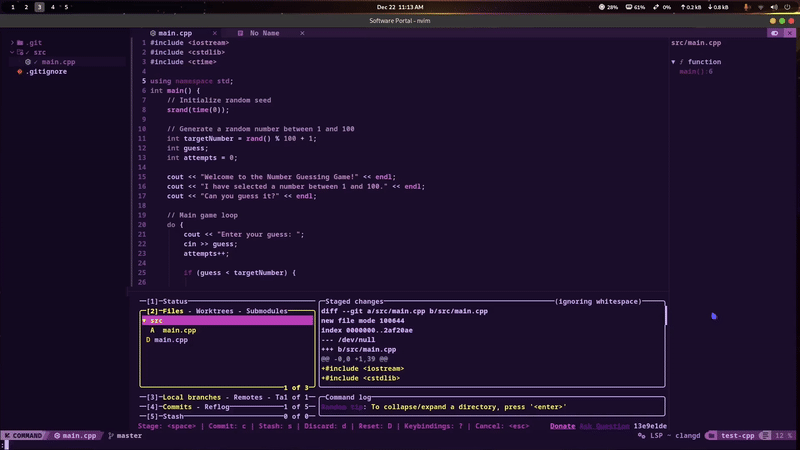 1 2 3 4 5
Dec 22 11:13 AM
28% 61% 0% 0.2 kB 0.8 kB
Software Portal - nvim
.git
src
main.cpp
.gitignore
main.cpp ×
No Name ×
1 #include <iostream>
2 #include <cstdlib>
3 #include <ctime>
4
5 using namespace std;
6 int main() {
7 // Initialize random seed
8 srand(time(0));
9
10 // Generate a random number between 1 and 100
11 int targetNumber = rand() % 100 + 1;
12 int guess;
13 int attempts = 0;
14
15 cout << "Welcome to the Number Guessing Game!" << endl;
16 cout << "I have selected a number between 1 and 100." << endl;
17 cout << "Can you guess it?" << endl;
18
19 // Main game loop
20 do {
21 cout << "Enter your guess: ";
22 cin >> guess;
23 attempts++;
24
25 if (guess < targetNumber) {
26
src/main.cpp
f function
main():6
[1]-Status
[2]-Files - Worktrees - Submodules
▼ src
A main.cpp
D main.cpp
1 of 3
[3]-Local branches - Remotes - Ta 1 of 1
[4]-Commits - Reflog 1 of 5
[5]-Stash 0 of 0
Staged changes (ignoring whitespace)
diff --git a/src/main.cpp b/src/main.cpp
new file mode 100644
index 0000000..2af20ae
--- /dev/null
+++ b/src/main.cpp
@@ -0,0 +1,39 @@
+#include <iostream>
+#include <cstdlib>
Command log
Random tip: To collapse/expand a directory, press '<enter>'
Stage: <space> | Commit: c | Stash: s | Discard: d | Reset: D | Keybindings: ? | Cancel: <esc>
Donate Ask Question 13e9e1de
COMMAND main.cpp master
LSP ~ clangd test-cpp 12 %
: